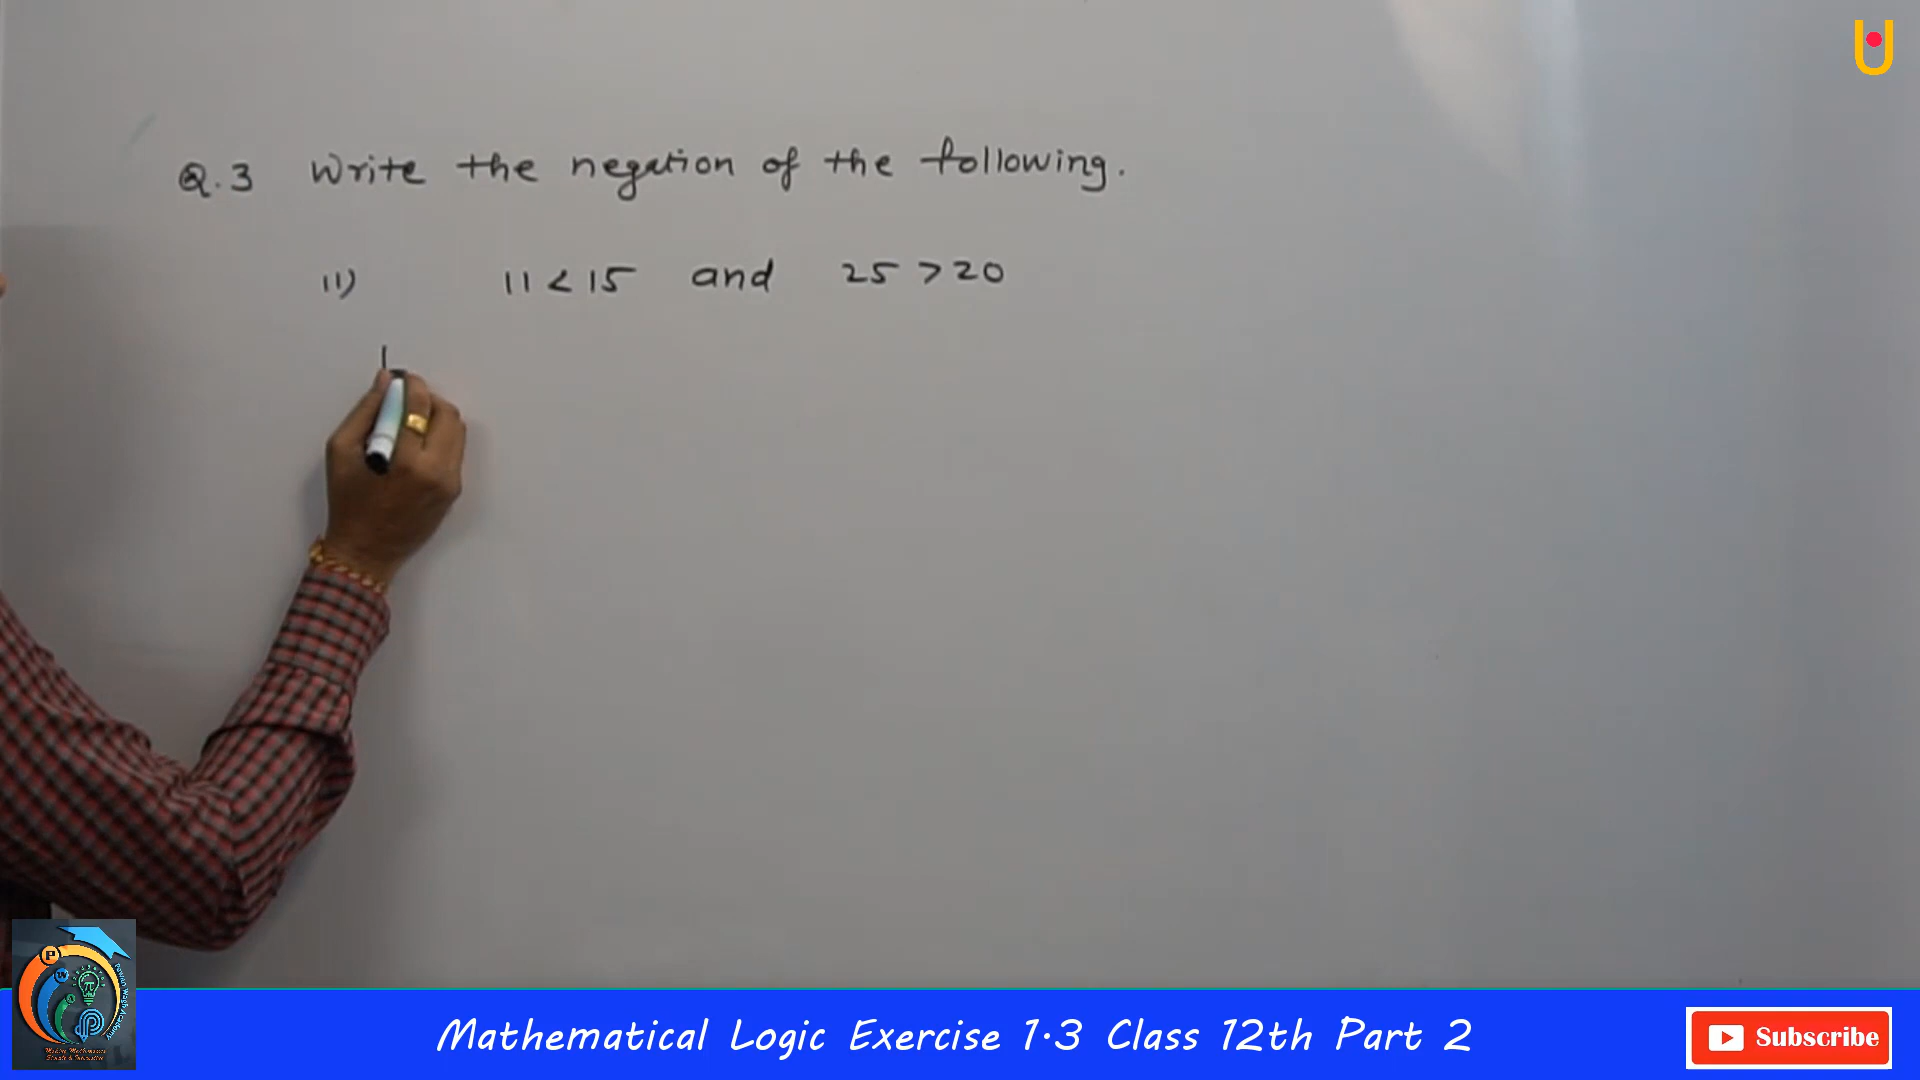 Q.3 Write the negation of the following.
ii) 11 < 15 and 25 > 20
Mathematical Logic Exercise 1.3 Class 12th Part 2
Subscribe